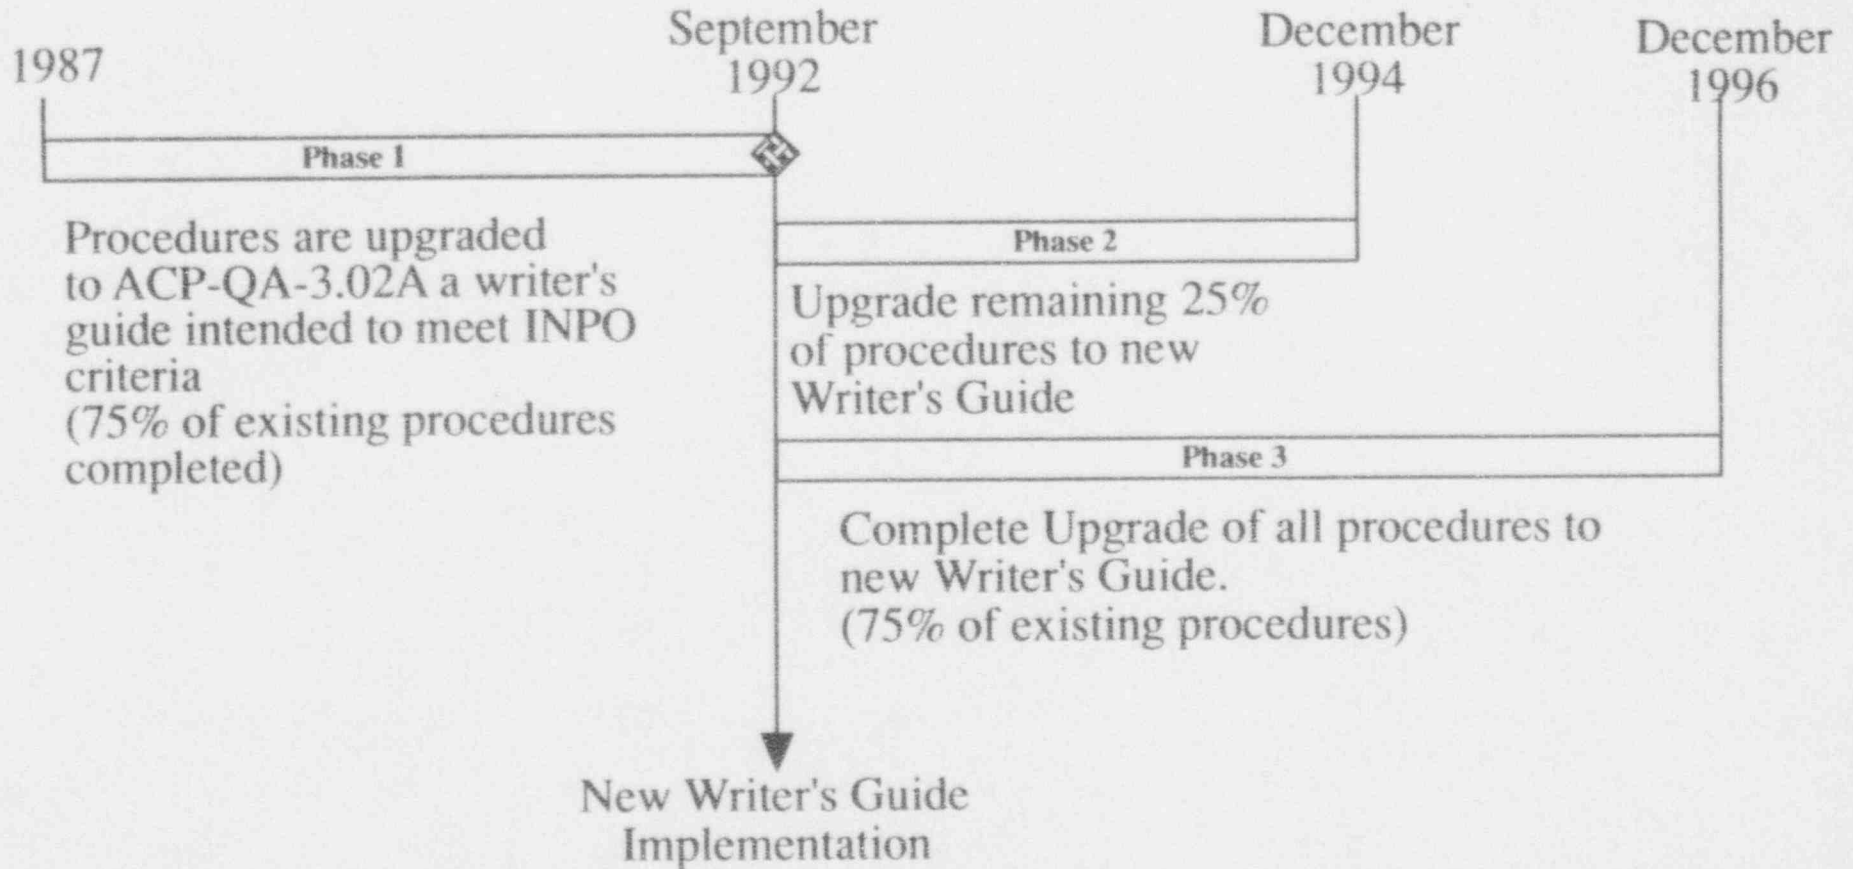 1987
September
1992
December
1994
December
1996
Phase 1
Procedures are upgraded
to ACP-QA-3.02A a writer's
guide intended to meet INPO
criteria
(75% of existing procedures
completed)
Phase 2
Upgrade remaining 25%
of procedures to new
Writer's Guide
Phase 3
Complete Upgrade of all procedures to
new Writer's Guide.
(75% of existing procedures)
New Writer's Guide
Implementation